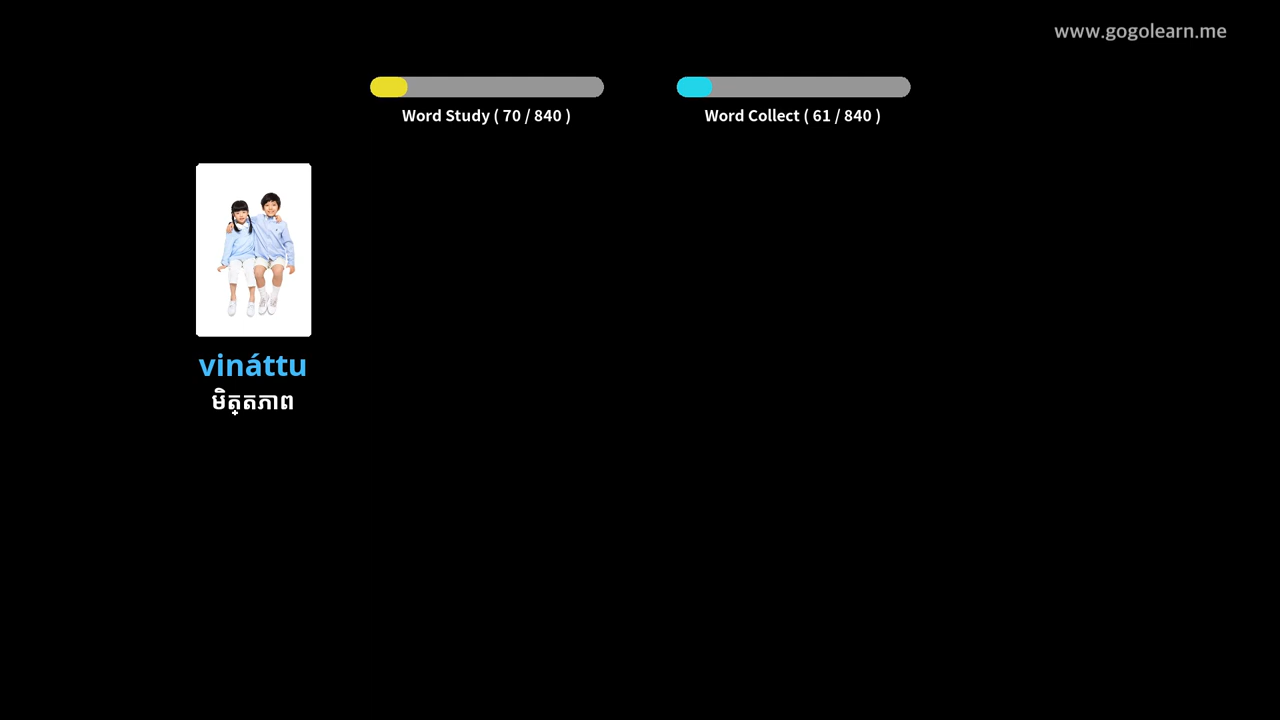 www.gogolearn.me
Word Study ( 70 / 840 )
Word Collect ( 61 / 840 )
vináttu
មិត្តភាព